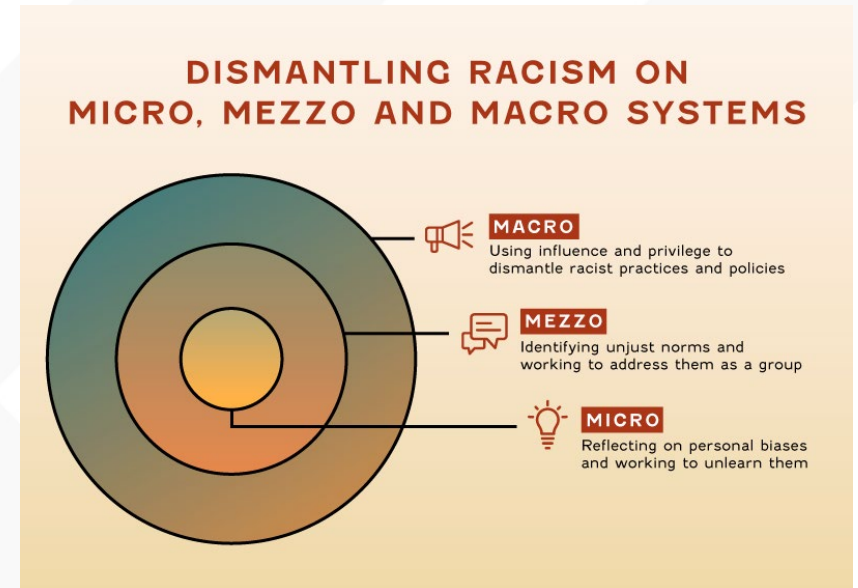 DISMANTLING RACISM ON
MICRO, MEZZO AND MACRO SYSTEMS
MACRO
Using influence and privilege to
dismantle racist practices and policies
MEZZO
Identifying unjust norms and
working to address them as a group
MICRO
Reflecting on personal biases
and working to unlearn them